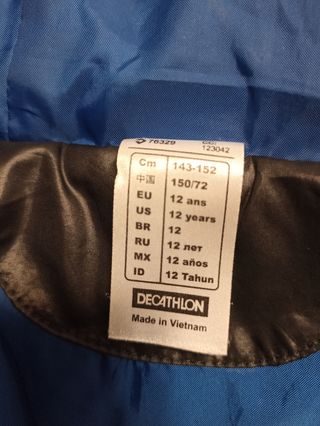 76329 CC: 123042
Cm 143-152
中国 150/72
EU 12 ans
US 12 years
BR 12
RU 12 лет
MX 12 años
ID 12 Tahun
DECATHLON
Made in Vietnam